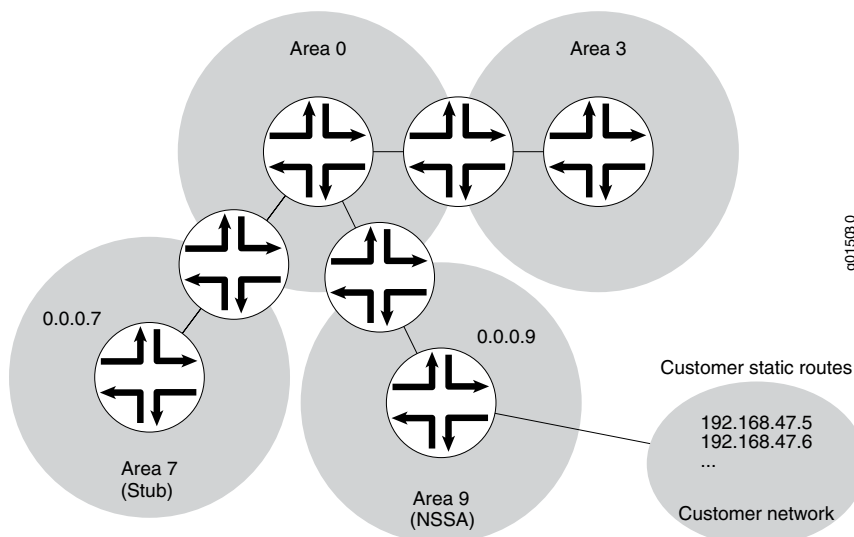 Area 0
Area 3
g015030
0.0.0.7
0.0.0.9
Customer static routes
192.168.47.5
192.168.47.6
...
Area 7
(Stub)
Area 9
(NSSA)
Customer network